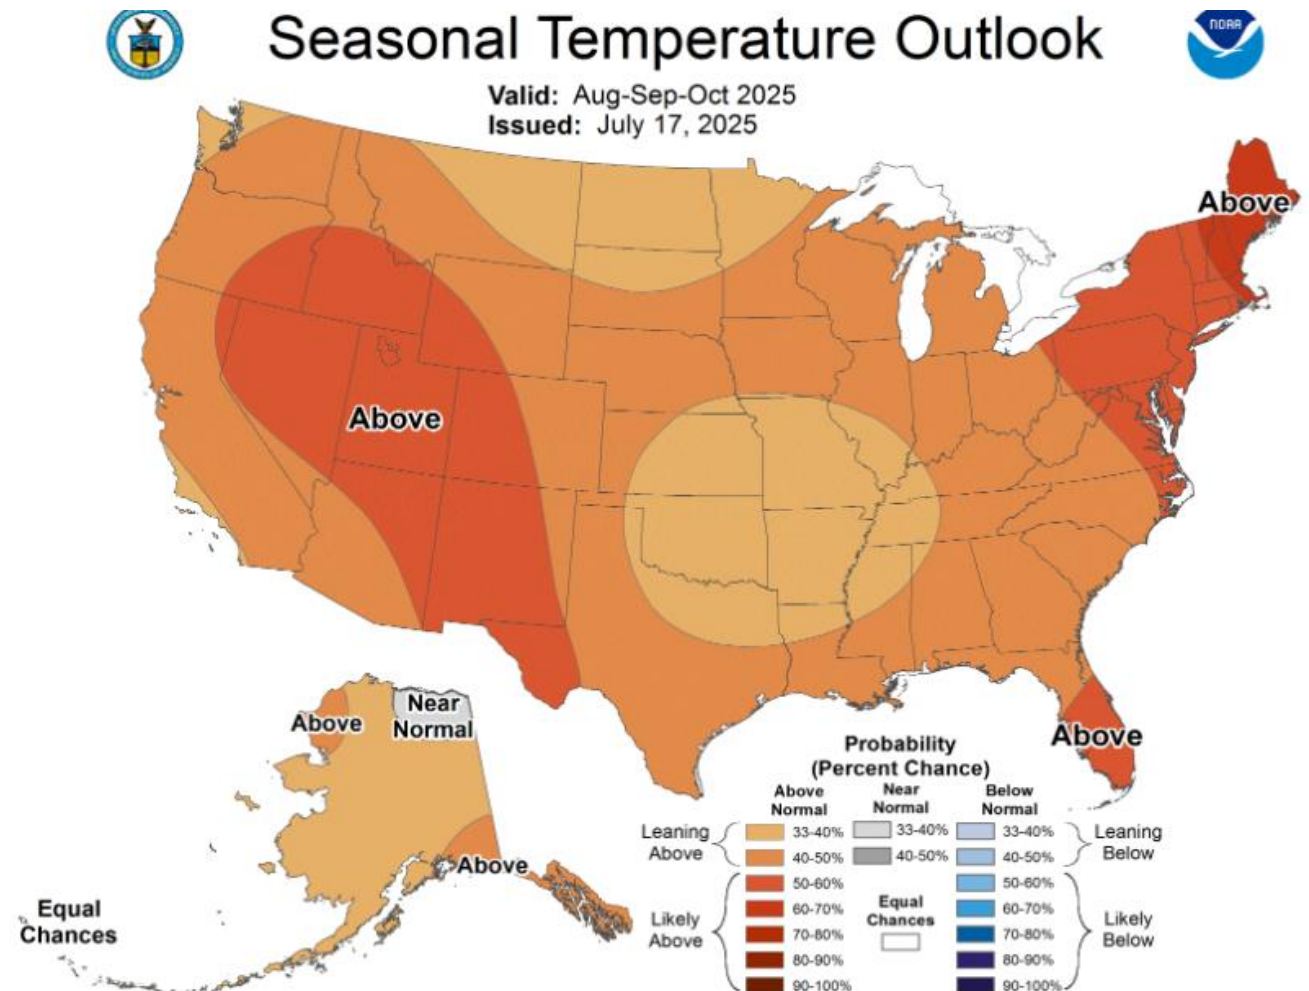 Seasonal Temperature Outlook
NOAA
Valid: Aug-Sep-Oct 2025
Issued: July 17, 2025
Above
Above
Above
Above
Near
Normal
Above
Equal
Chances
Probability
(Percent Chance)
Above
Normal
Near
Normal
Below
Normal
Leaning
Above
33-40%
33-40%
33-40%
Leaning
Below
40-50%
40-50%
40-50%
Likely
Above
50-60%
60-70%
70-80%
80-90%
90-100%
Equal
Chances
50-60%
60-70%
70-80%
80-90%
90-100%
Likely
Below